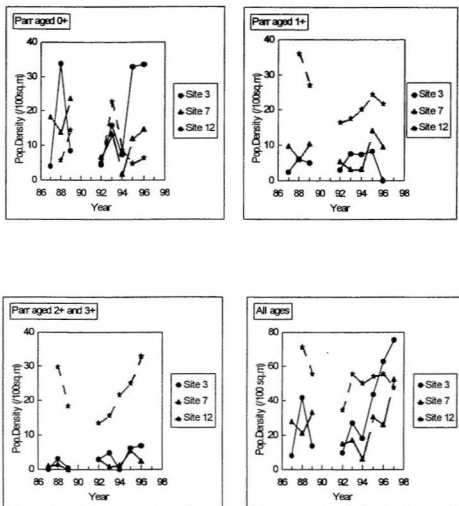 Parr aged 0+
Pop.Density (/100sq.m)
40
30
20
10
0
86 88 90 92 94 96 98
Year
Site 3
Site 7
Site 12
Parr aged 1+
Pop.Density (/100sq.m)
40
30
20
10
0
86 88 90 92 94 96 98
Year
Site 3
Site 7
Site 12
Parr aged 2+ and 3+
Pop.Density (/100 sq.m)
40
30
20
10
0
86 88 90 92 94 96 98
Year
Site 3
Site 7
Site 12
All ages
Pop.Density (/100 sq.m)
80
60
40
20
0
86 88 90 92 94 96 98
Year
Site 3
Site 7
Site 12